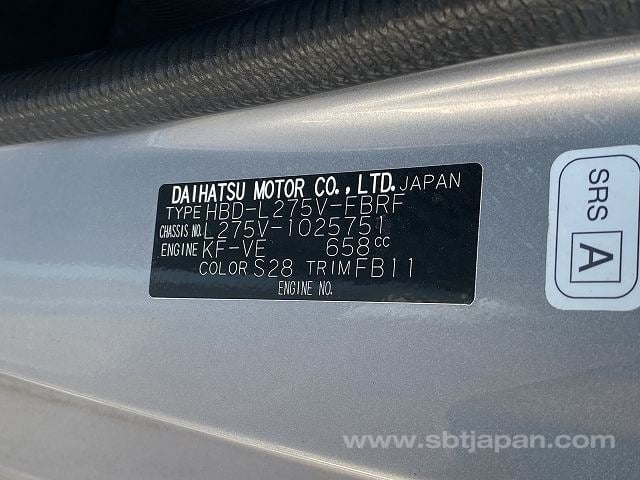 DAIHATSU MOTOR CO., LTD. JAPAN
TYPE HBD-L275V-FBRF
CHASSIS NO. L275V-1025751
ENGINE KF-VE 658cc
COLOR S28 TRIM FB11
ENGINE NO.
SRS
A
www.sbtjapan.com